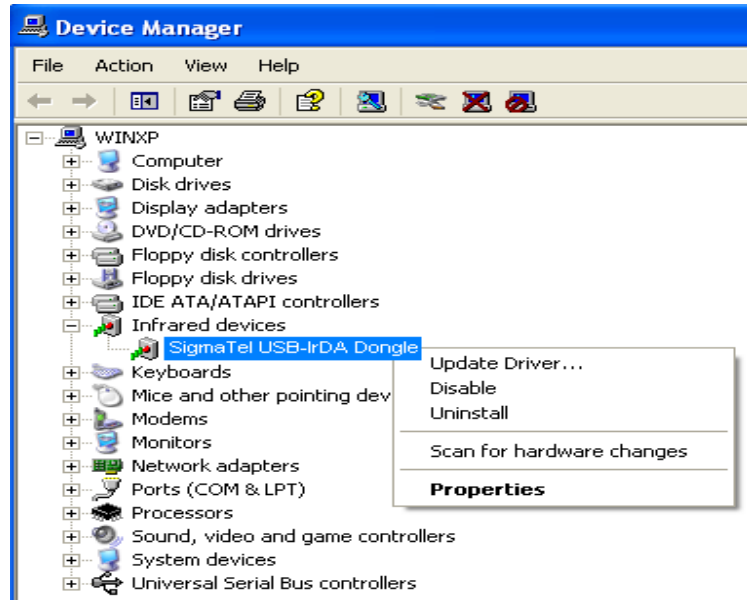 Device Manager
File Action View Help
WINXP
Computer
Disk drives
Display adapters
DVD/CD-ROM drives
Floppy disk controllers
Floppy disk drives
IDE ATA/ATAPI controllers
Infrared devices
SigmaTel USB-IrDA Dongle
Keyboards
Mice and other pointing dev
Modems
Monitors
Network adapters
Ports (COM & LPT)
Processors
Sound, video and game controllers
System devices
Universal Serial Bus controllers
Update Driver...
Disable
Uninstall
Scan for hardware changes
Properties